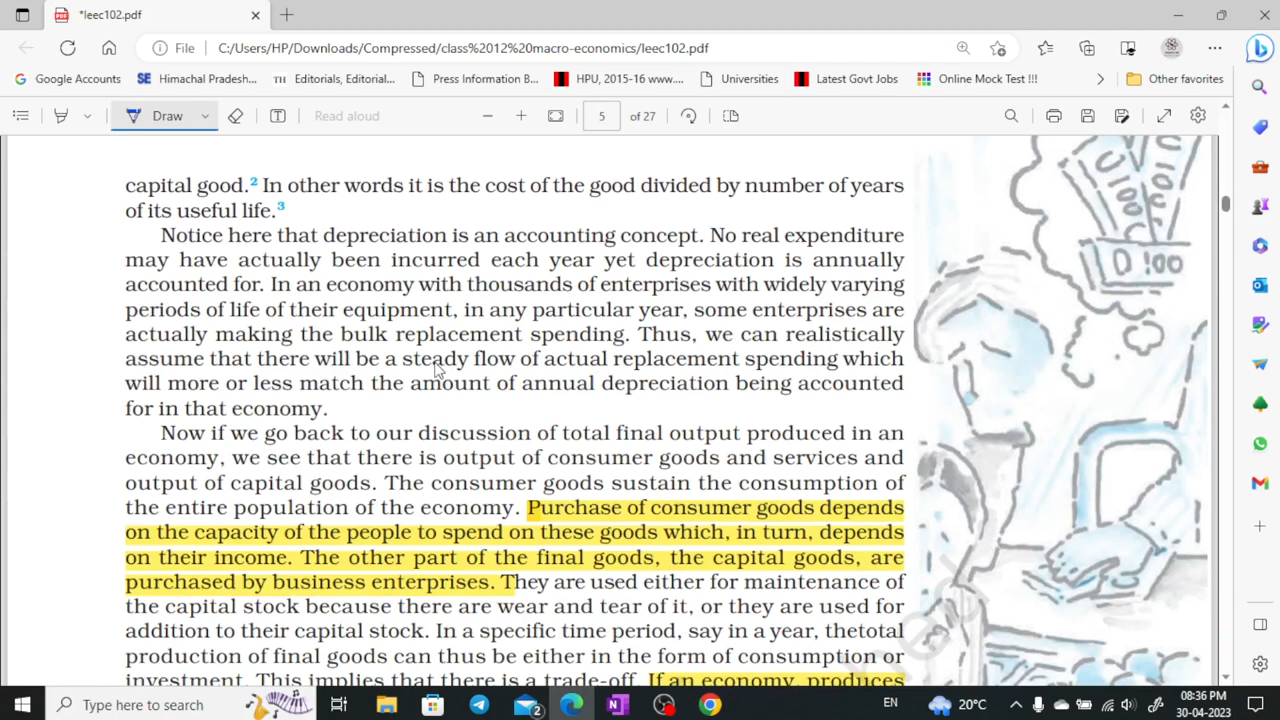 *leec102.pdf
File
C:/Users/HP/Downloads/Compressed/class%2012%20macro-economics/leec102.pdf
Google Accounts
SE Himachal Pradesh...
TH Editorials, Editorial...
Press Information B...
HPU, 2015-16 www....
Universities
Latest Govt Jobs
Online Mock Test !!!
Other favorites
Draw
Read aloud
5 of 27
capital good.² In other words it is the cost of the good divided by number of years
of its useful life.³
Notice here that depreciation is an accounting concept. No real expenditure
may have actually been incurred each year yet depreciation is annually
accounted for. In an economy with thousands of enterprises with widely varying
periods of life of their equipment, in any particular year, some enterprises are
actually making the bulk replacement spending. Thus, we can realistically
assume that there will be a steady flow of actual replacement spending which
will more or less match the amount of annual depreciation being accounted
for in that economy.
Now if we go back to our discussion of total final output produced in an
economy, we see that there is output of consumer goods and services and
output of capital goods. The consumer goods sustain the consumption of
the entire population of the economy. Purchase of consumer goods depends
on the capacity of the people to spend on these goods which, in turn, depends
on their income. The other part of the final goods, the capital goods, are
purchased by business enterprises. They are used either for maintenance of
the capital stock because there are wear and tear of it, or they are used for
addition to their capital stock. In a specific time period, say in a year, thetotal
production of final goods can thus be either in the form of consumption or
investment. This implies that there is a trade-off. If an economy, produces
Type here to search
2
EN
20°C
08:36 PM
30-04-2023